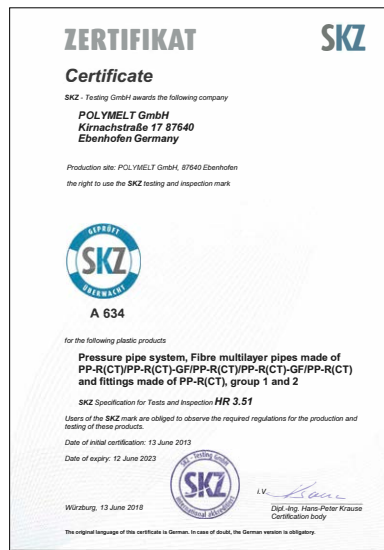 ZERTIFIKAT
SKZ
Certificate
SKZ - Testing GmbH awards the following company
POLYMELT GmbH
Kirnachstraße 17 87640
Ebenhofen Germany
Production site: POLYMELT GmbH, 87640 Ebenhofen
the right to use the SKZ testing and inspection mark
GEPRÜFT
SKZ
ÜBERWACHT
A 634
for the following plastic products
Pressure pipe system, Fibre multilayer pipes made of
PP-R(CT)/PP-R(CT)-GF/PP-R(CT)/PP-R(CT)-GF/PP-R(CT)
and fittings made of PP-R(CT), group 1 and 2
SKZ Specification for Tests and Inspection HR 3.51
Users of the SKZ mark are obliged to observe the required regulations for the production and
testing of these products.
Date of initial certification: 13 June 2013
Date of expiry: 12 June 2023
SKZ - Testing GmbH
SKZ
international akkreditiert
i.V.
Würzburg, 13 June 2018
Dipl.-Ing. Hans-Peter Krause
Certification body
The original language of this certificate is German. In case of doubt, the German version is obligatory.